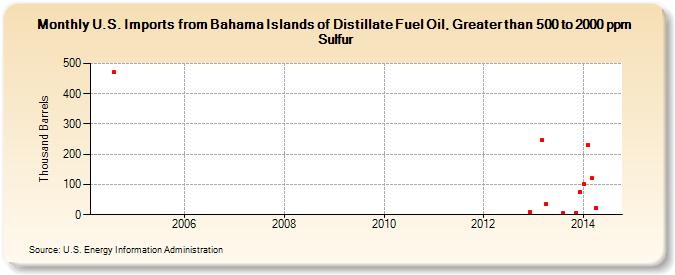 Monthly U.S. Imports from Bahama Islands of Distillate Fuel Oil, Greater than 500 to 2000 ppm
Sulfur
Thousand Barrels
500
400
300
200
100
0
2006
2008
2010
2012
2014
Source: U.S. Energy Information Administration